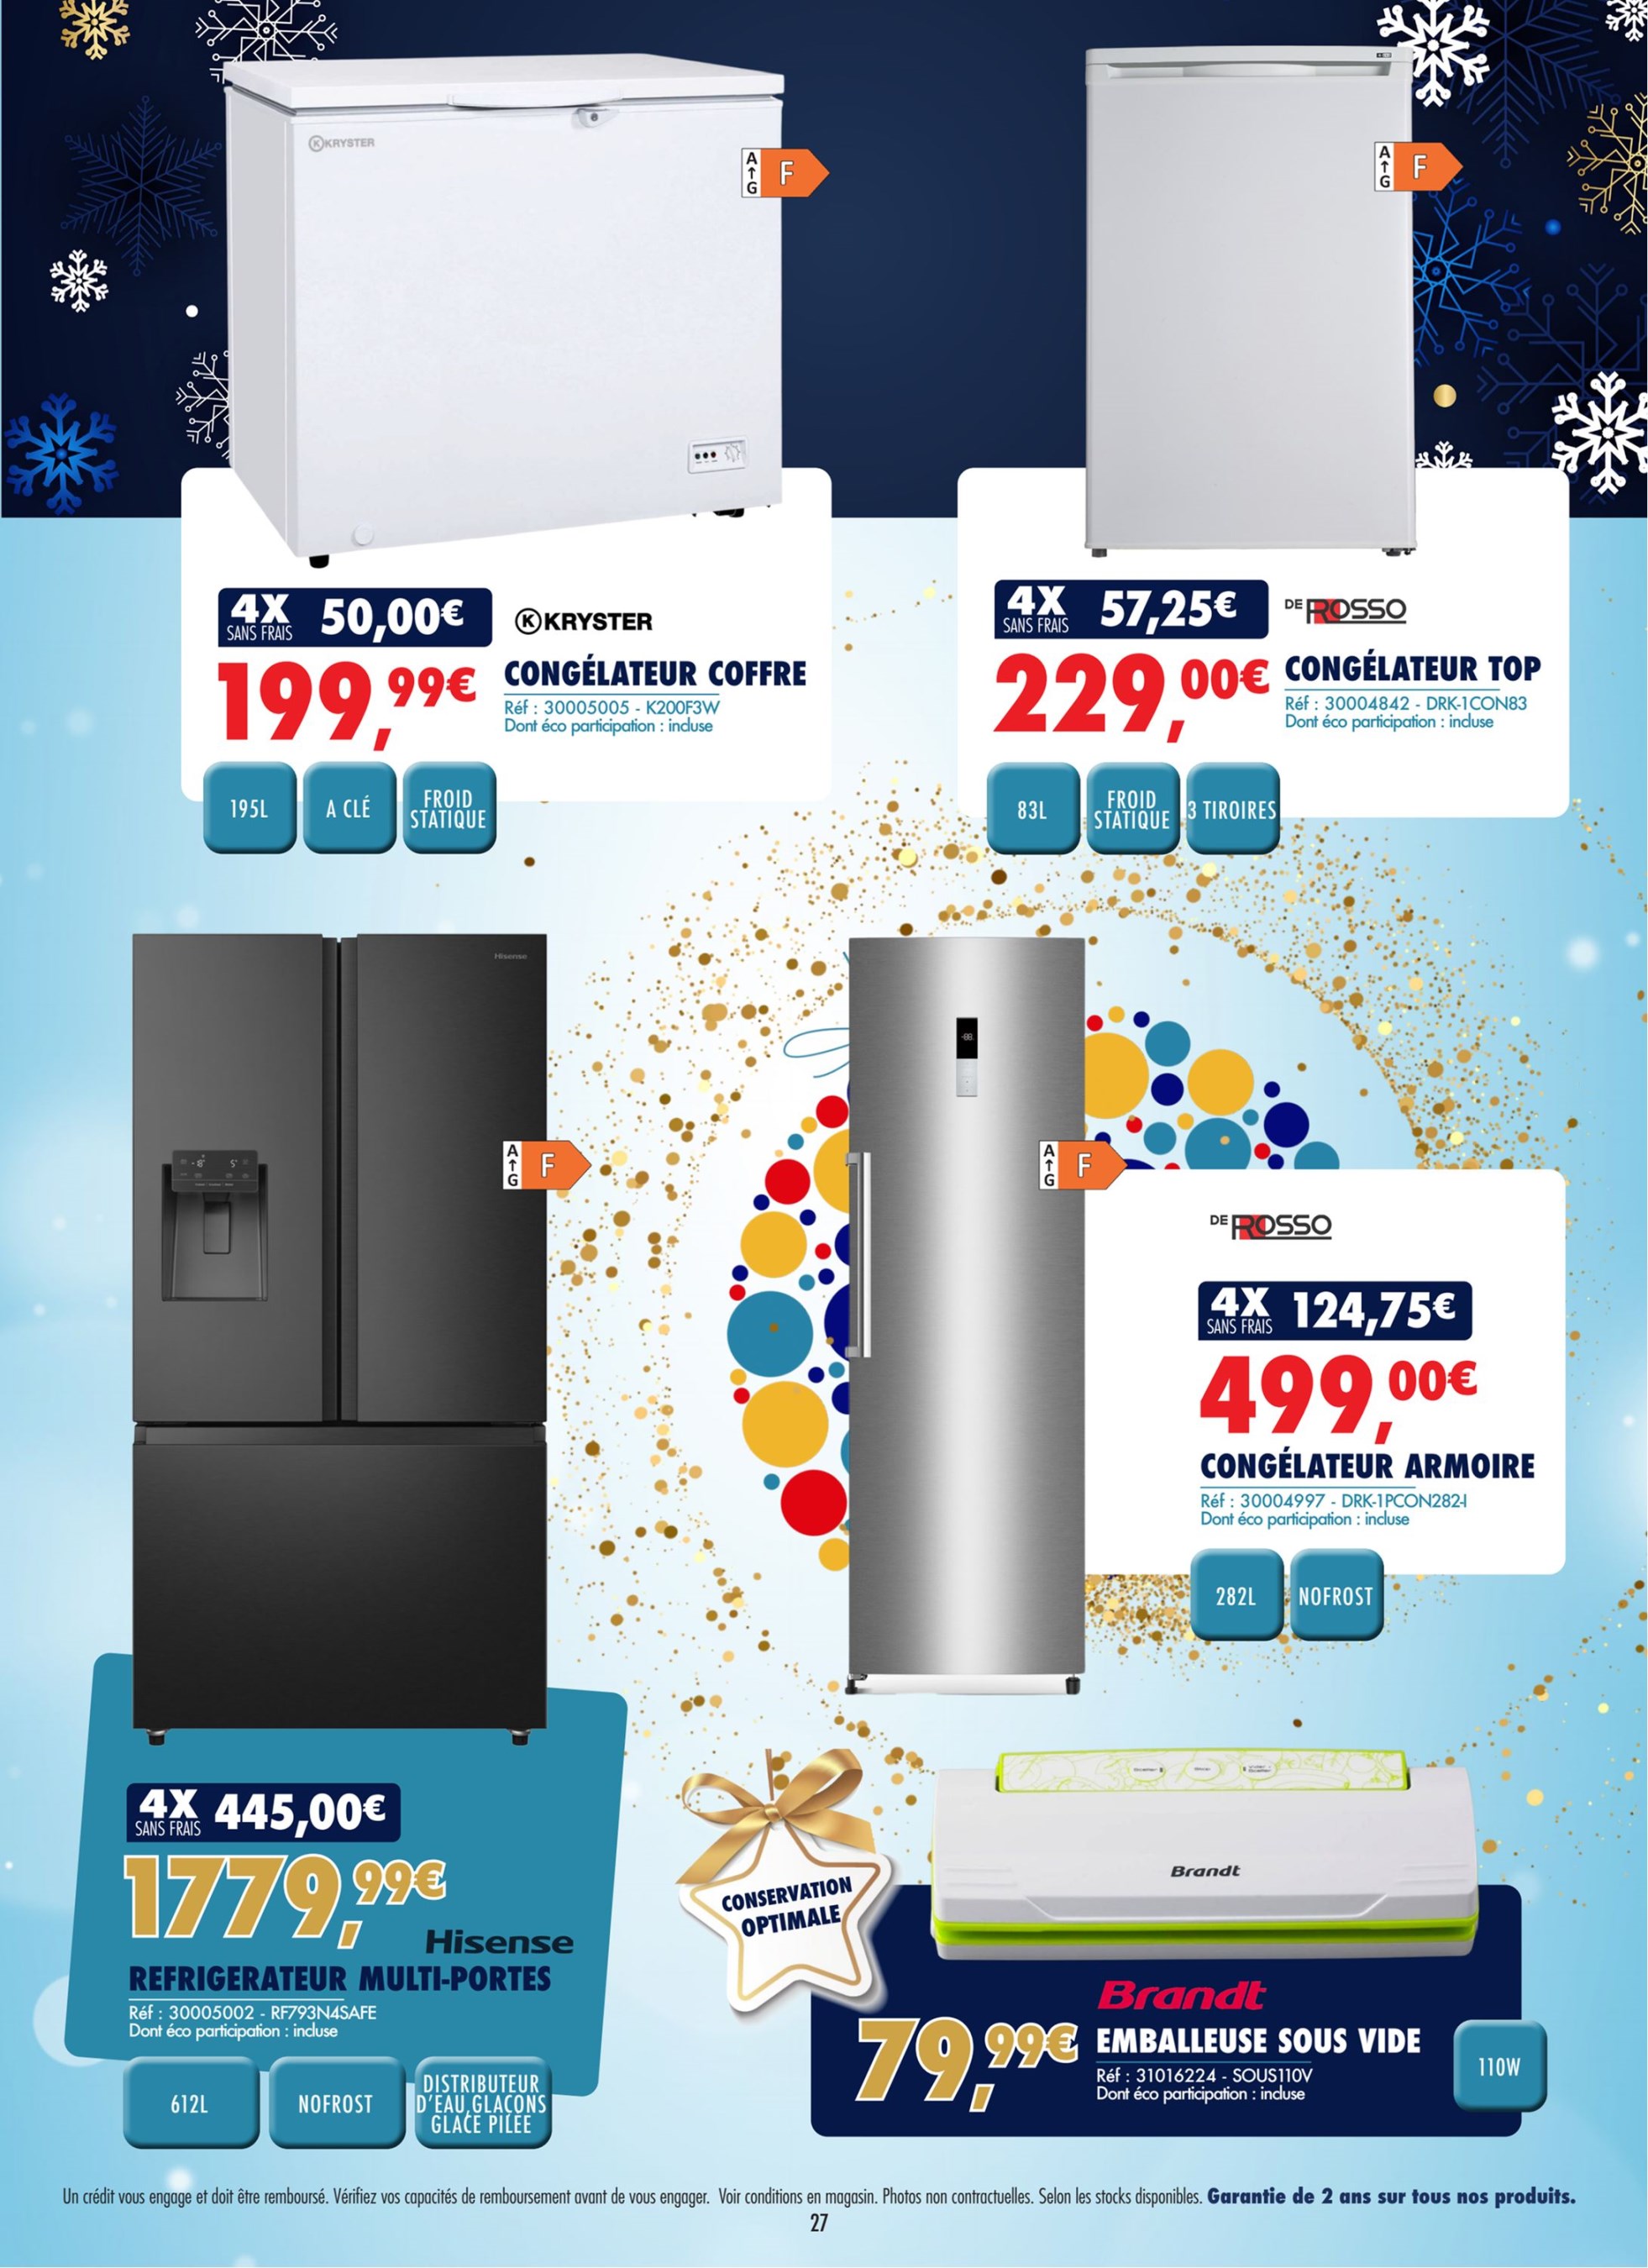 KRYSTER
A
G
F
A
G
F
4X
SANS FRAIS
50,00€
KRYSTER
199,99€
CONGÉLATEUR COFFRE
Réf : 30005005 - K200F3W
Dont éco participation : incluse
195L
A CLÉ
FROID
STATIQUE
4X
SANS FRAIS
57,25€
DE ROSSO
229,00€
CONGÉLATEUR TOP
Réf : 30004842 - DRK-1CON83
Dont éco participation : incluse
83L
FROID
STATIQUE
3 TIROIRES
Hisense
A
G
F
A
G
F
DE ROSSO
4X
SANS FRAIS
124,75€
499,00€
CONGÉLATEUR ARMOIRE
Réf : 30004997 - DRK-1PCON282-I
Dont éco participation : incluse
282L
NOFROST
4X
SANS FRAIS
445,00€
1779,99€
Hisense
REFRIGERATEUR MULTI-PORTES
Réf : 30005002 - RF793N4SAFE
Dont éco participation : incluse
612L
NOFROST
DISTRIBUTEUR
D'EAU,GLACONS
GLACE PILEE
CONSERVATION
OPTIMALE
Brandt
Brandt
79,99€
EMBALLEUSE SOUS VIDE
Réf : 31016224 - SOUS110V
Dont éco participation : incluse
110W
Un crédit vous engage et doit être remboursé. Vérifiez vos capacités de remboursement avant de vous engager. Voir conditions en magasin. Photos non contractuelles. Selon les stocks disponibles. Garantie de 2 ans sur tous nos produits.
27